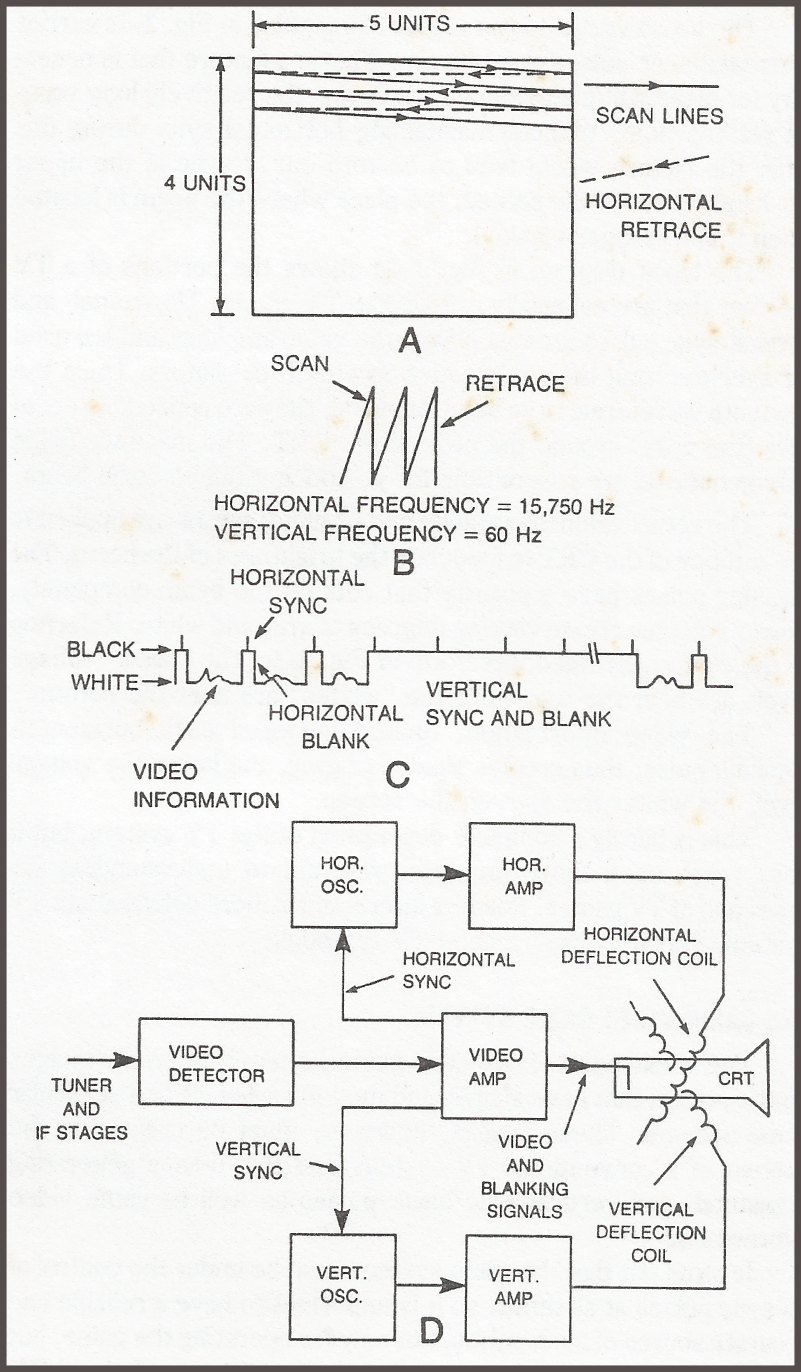 5 UNITS
4 UNITS
SCAN LINES
HORIZONTAL
RETRACE
A
SCAN
RETRACE
HORIZONTAL FREQUENCY = 15,750 Hz
VERTICAL FREQUENCY = 60 Hz
B
HORIZONTAL
SYNC
BLACK
WHITE
VERTICAL
SYNC AND BLANK
HORIZONTAL
BLANK
VIDEO
INFORMATION
C
HOR.
OSC.
HOR.
AMP
HORIZONTAL
DEFLECTION COIL
HORIZONTAL
SYNC
VIDEO
DETECTOR
VIDEO
AMP
CRT
TUNER
AND
IF STAGES
VERTICAL
SYNC
VIDEO
AND
BLANKING
SIGNALS
VERTICAL
DEFLECTION
COIL
VERT.
OSC.
VERT.
AMP
D